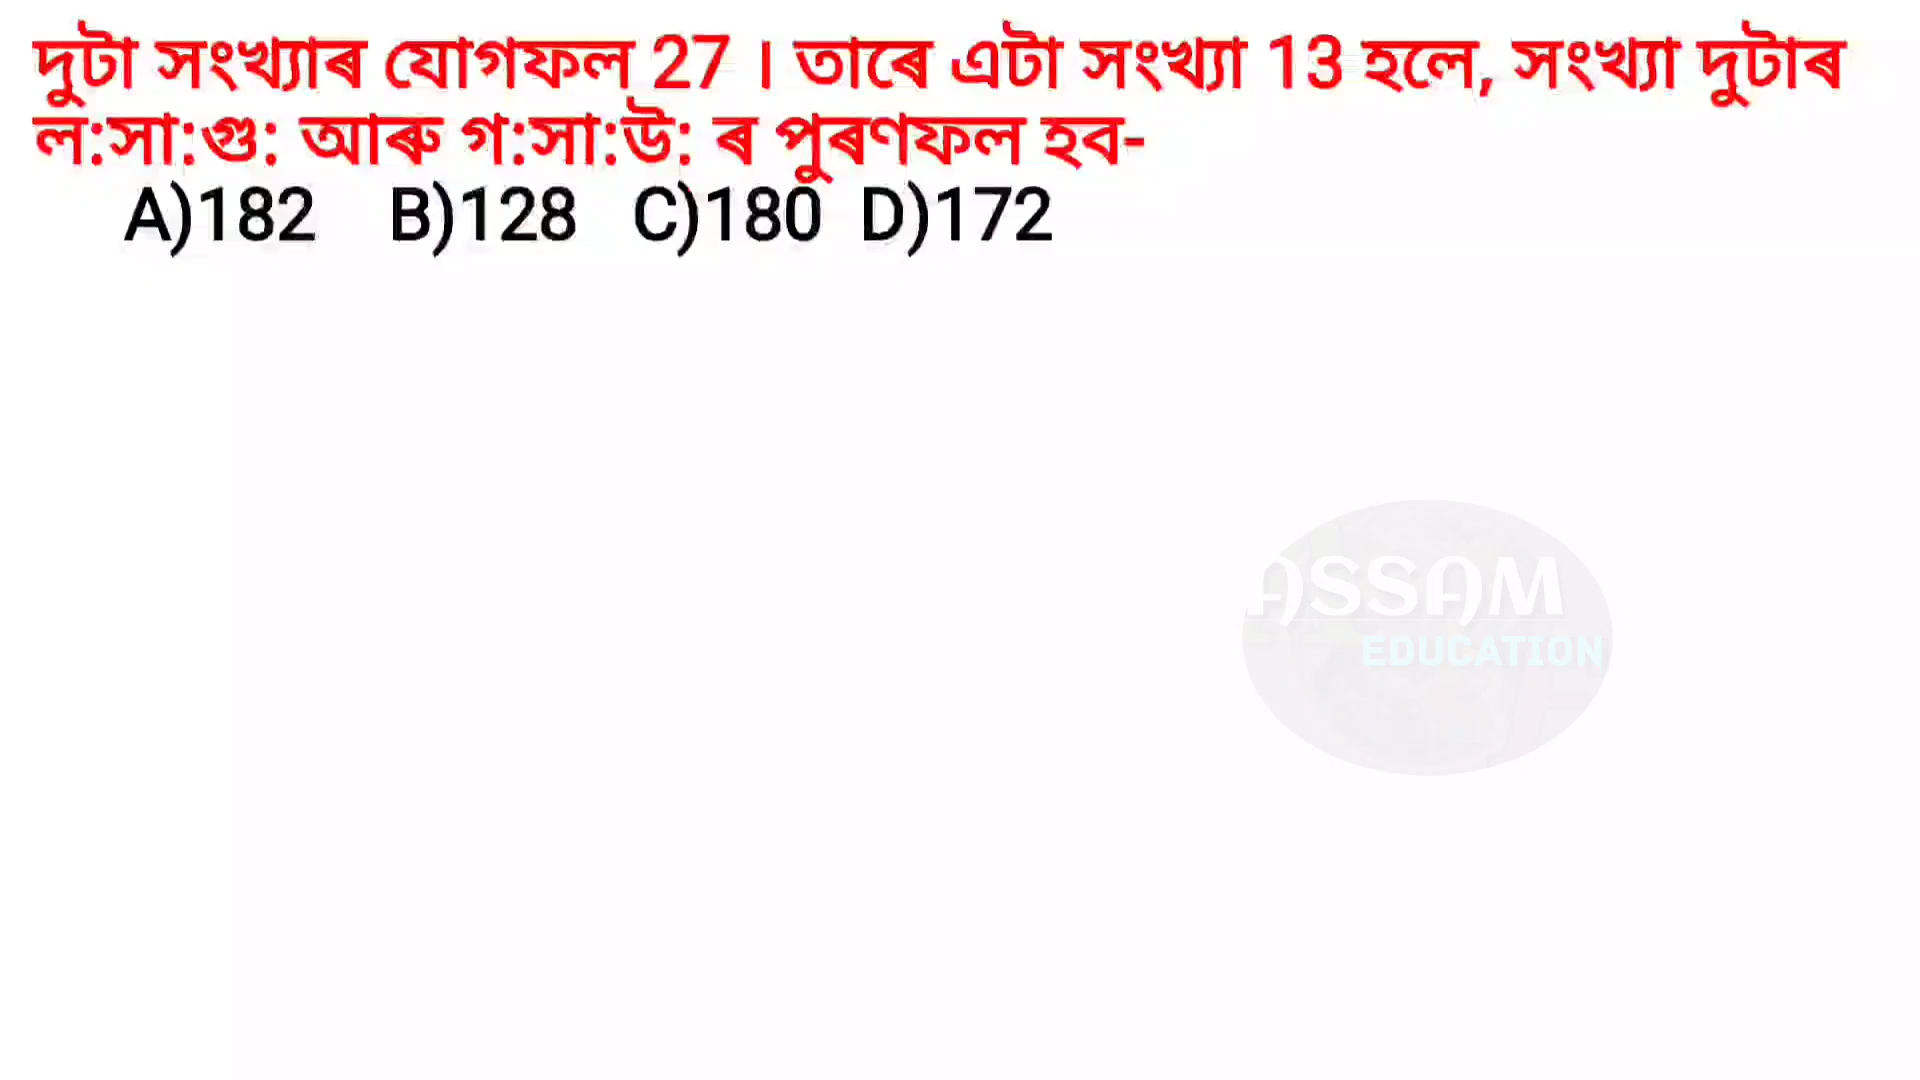 দুটা সংখ্যাৰ যোগফল 27 । তাৰে এটা সংখ্যা 13 হলে, সংখ্যা দুটাৰ
ল:সা:গু: আৰু গ:সা:উ: ৰ পুৰণফল হব-
A)182 B)128 C)180 D)172
ASSAM
EDUCATION